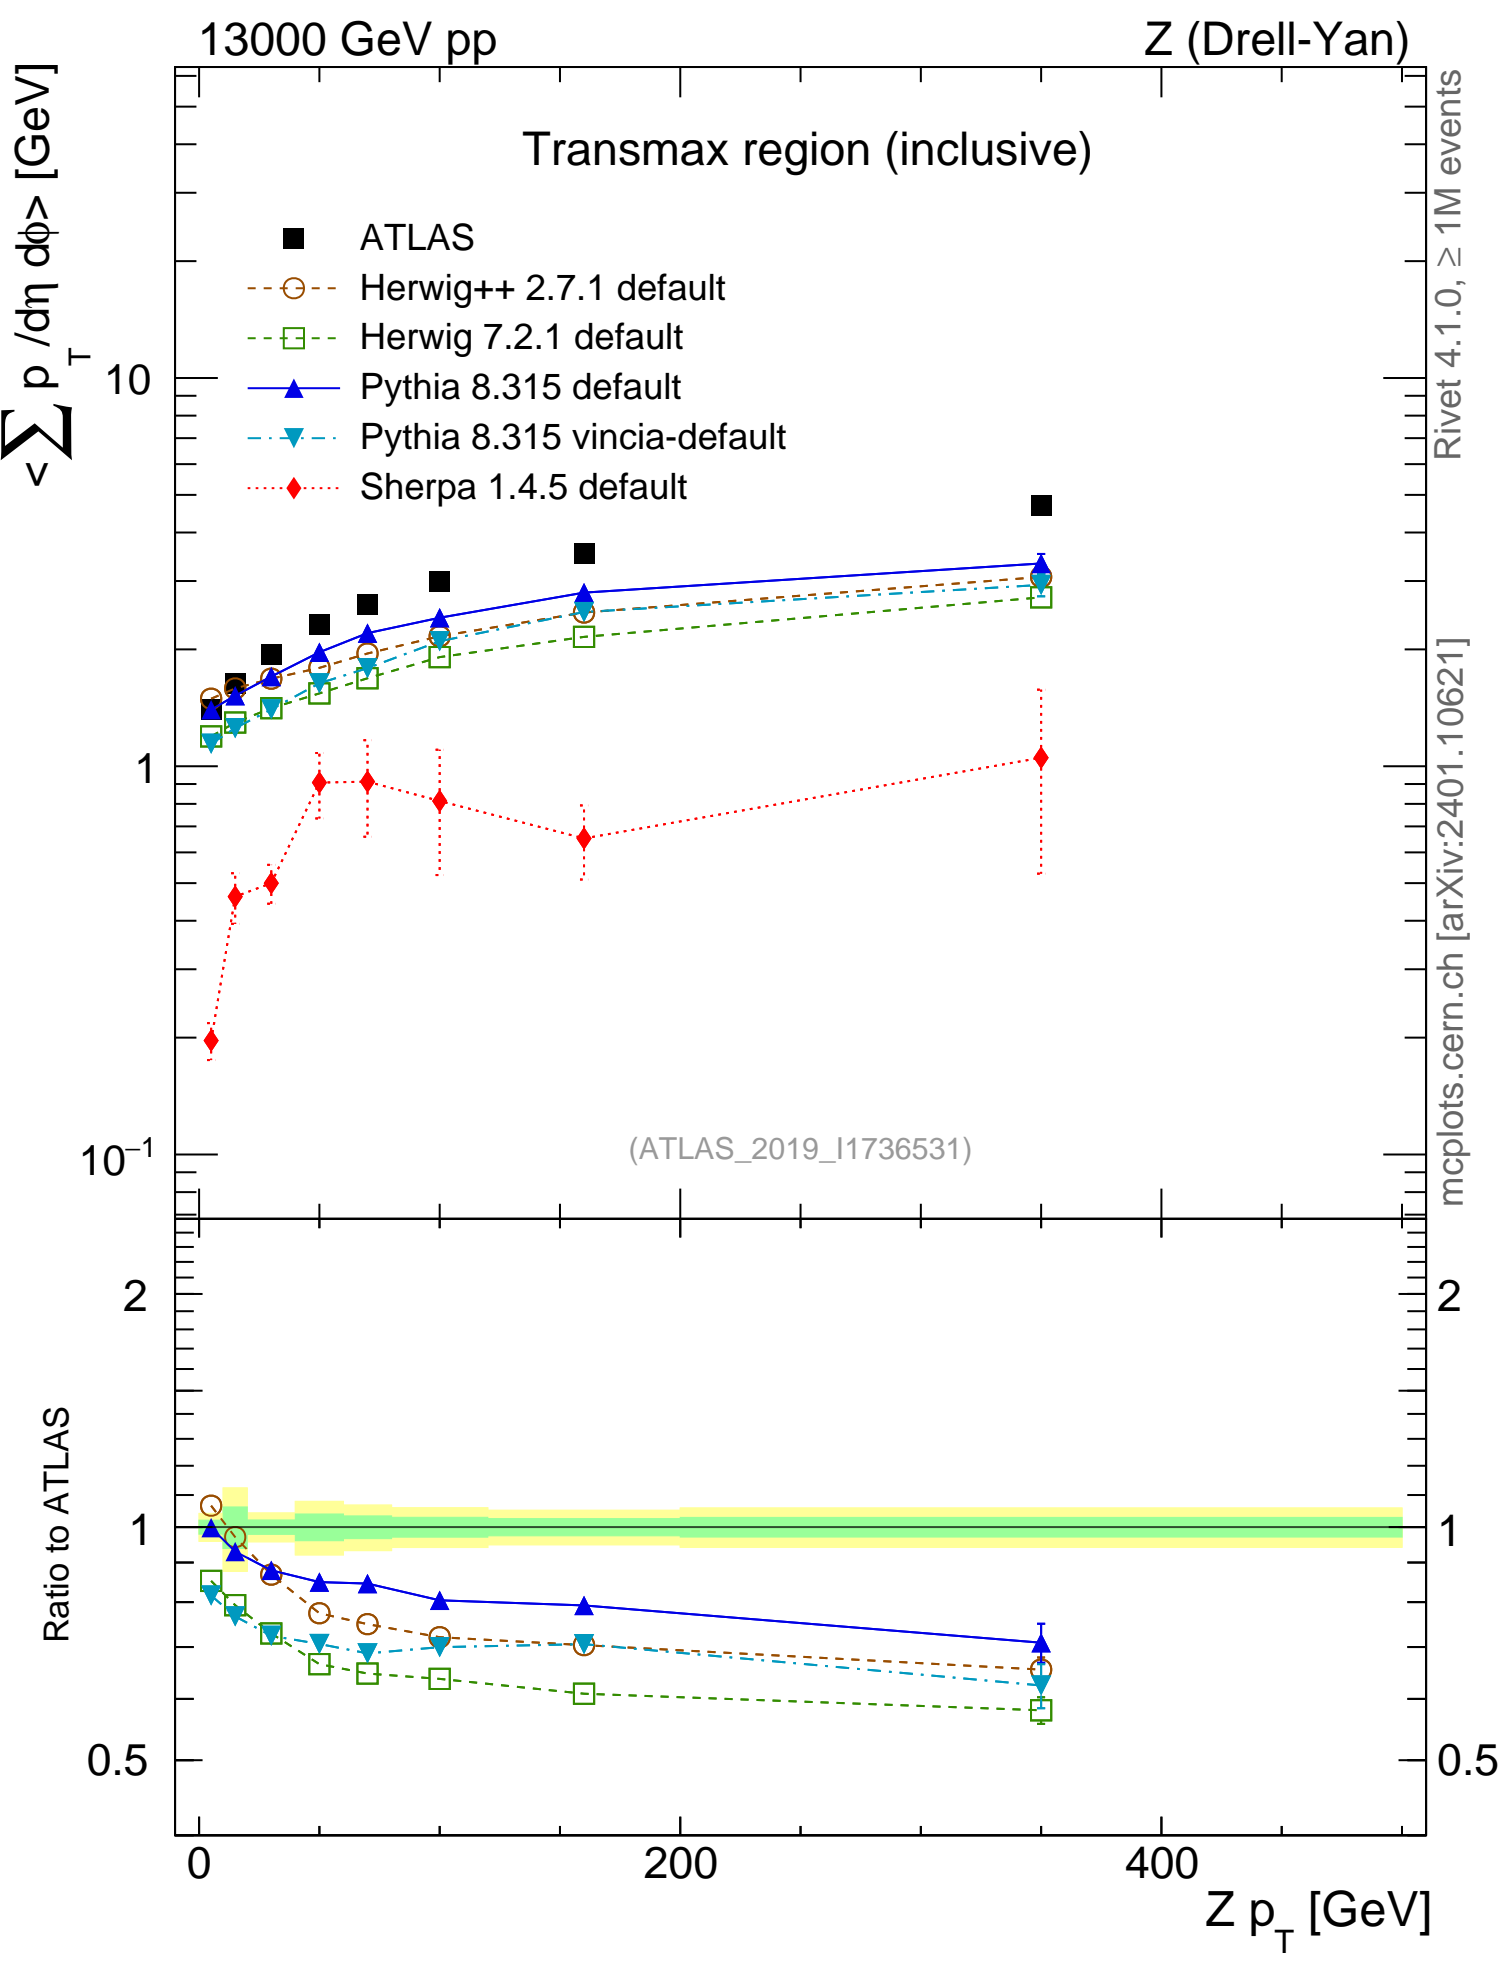 13000 GeV pp
Z (Drell-Yan)
<∑ p_T/dη dϕ> [GeV]
Transmax region (inclusive)
ATLAS
Herwig++ 2.7.1 default
Herwig 7.2.1 default
Pythia 8.315 default
Pythia 8.315 vincia-default
Sherpa 1.4.5 default
10
1
10⁻¹
(ATLAS_2019_I1736531)
Rivet 4.1.0, ≥ 1M events
mcplots.cern.ch [arXiv:2401.10621]
Ratio to ATLAS
2
1
0.5
2
1
0.5
0
200
400
Z p_T [GeV]